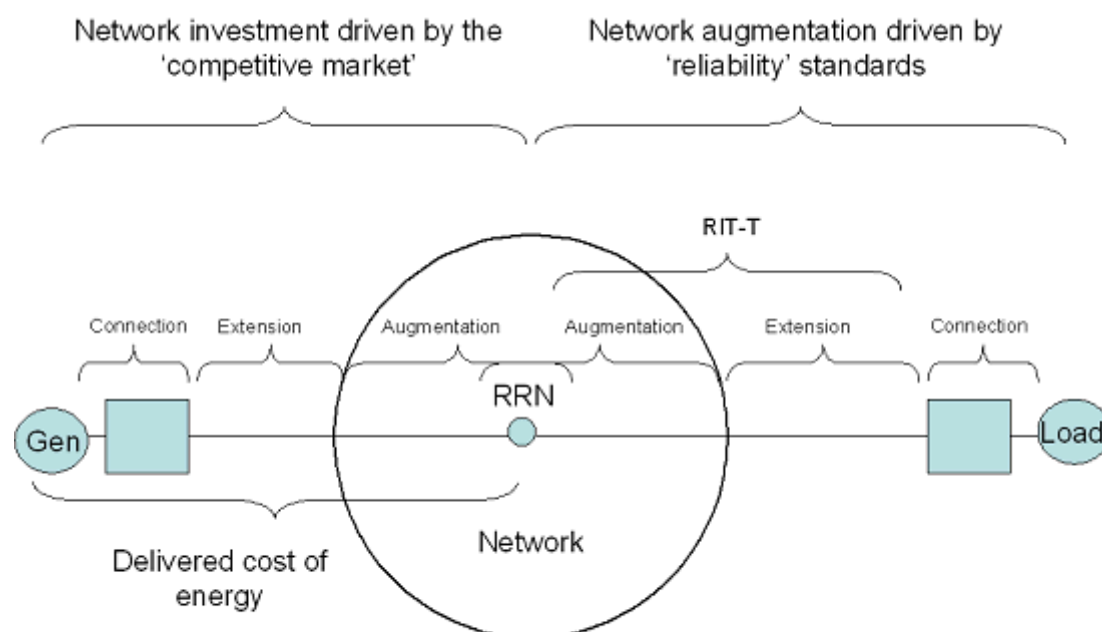 Network investment driven by the
‘competitive market’
Network augmentation driven by
‘reliability’ standards
RIT-T
Connection
Extension
Augmentation
Augmentation
Extension
Connection
RRN
Gen
Load
Network
Delivered cost of
energy